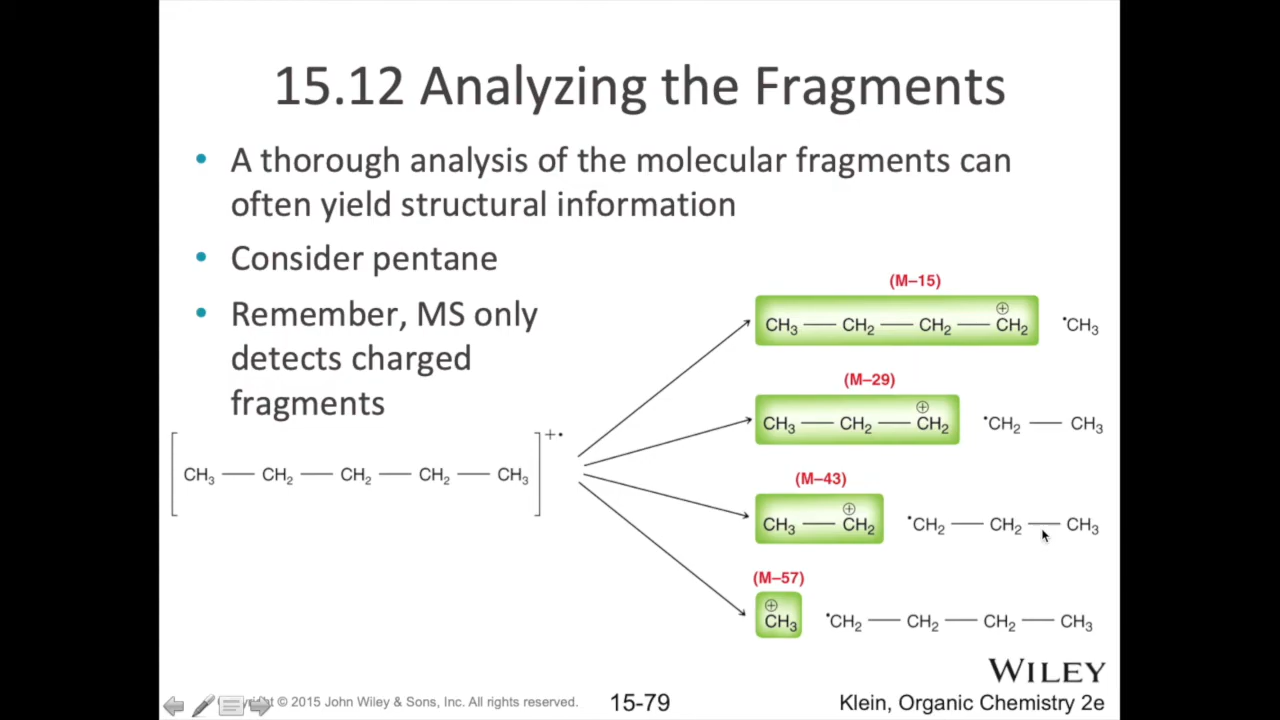 15.12 Analyzing the Fragments
• A thorough analysis of the molecular fragments can
often yield structural information
• Consider pentane
• Remember, MS only
detects charged
fragments
[CH₃ — CH₂ — CH₂ — CH₂ — CH₃]+•
(M–15)
CH₃ — CH₂ — CH₂ — CH₂⊕ •CH₃
(M–29)
CH₃ — CH₂ — CH₂⊕ •CH₂ — CH₃
(M–43)
CH₃ — CH₂⊕ •CH₂ — CH₂ — CH₃
(M–57)
⊕CH₃ •CH₂ — CH₂ — CH₂ — CH₃
WILEY
© 2015 John Wiley & Sons, Inc. All rights reserved.
15-79
Klein, Organic Chemistry 2e